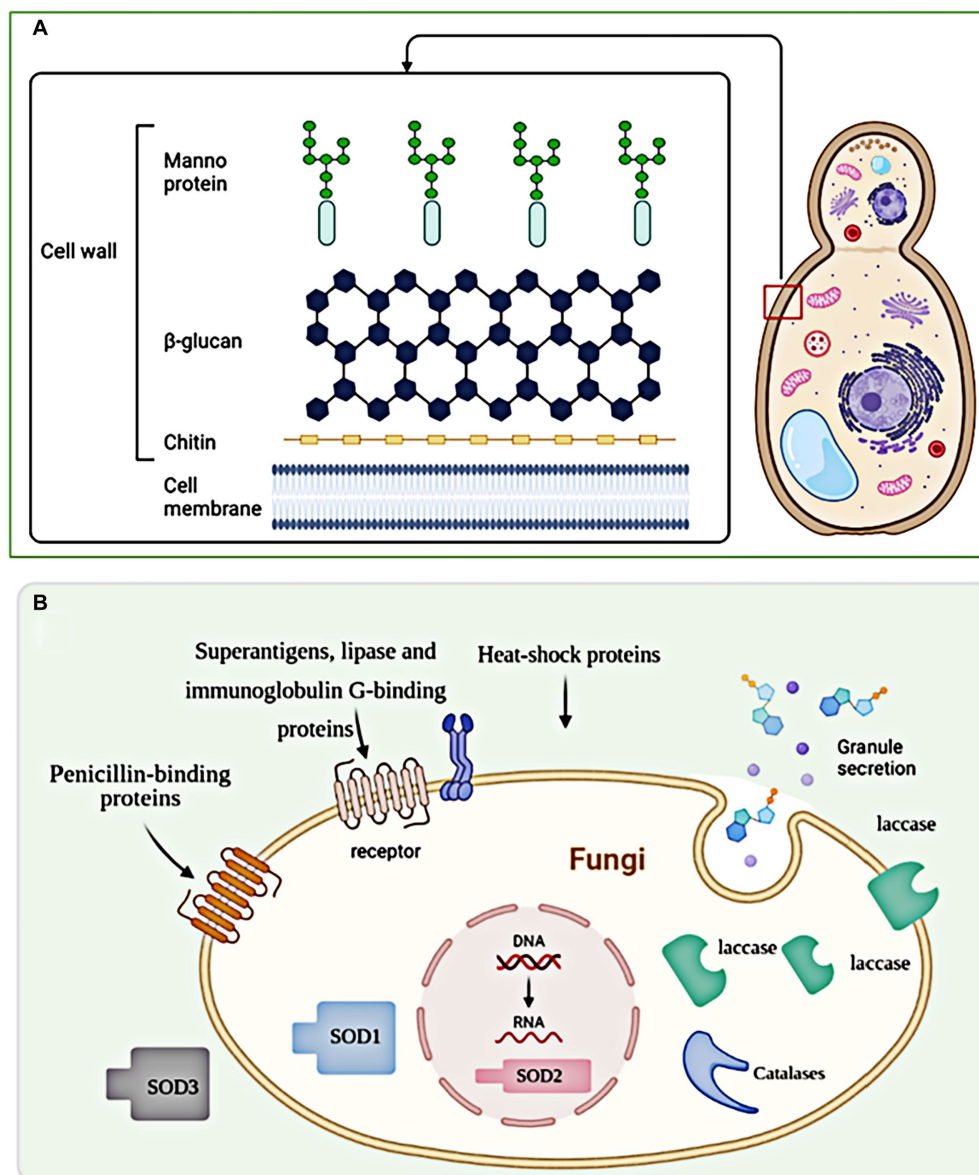 A
Manno
protein
Cell wall
β-glucan
Chitin
Cell
membrane
B
Superantigens, lipase and
immunoglobulin G-binding
proteins
Heat-shock proteins
Penicillin-binding
proteins
Granule
secretion
receptor
laccase
Fungi
DNA
laccase
laccase
RNA
SOD1
SOD2
SOD3
Catalases